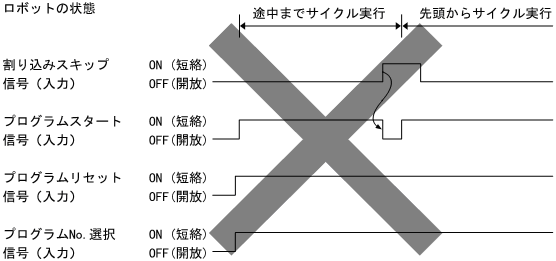 ロボットの状態
途中までサイクル実行
先頭からサイクル実行
割り込みスキップ
信号（入力）
ON（短絡）
OFF(開放)
プログラムスタート
信号（入力）
ON（短絡）
OFF(開放)
プログラムリセット
信号（入力）
ON（短絡）
OFF(開放)
プログラムNo.選択
信号（入力）
ON（短絡）
OFF(開放)